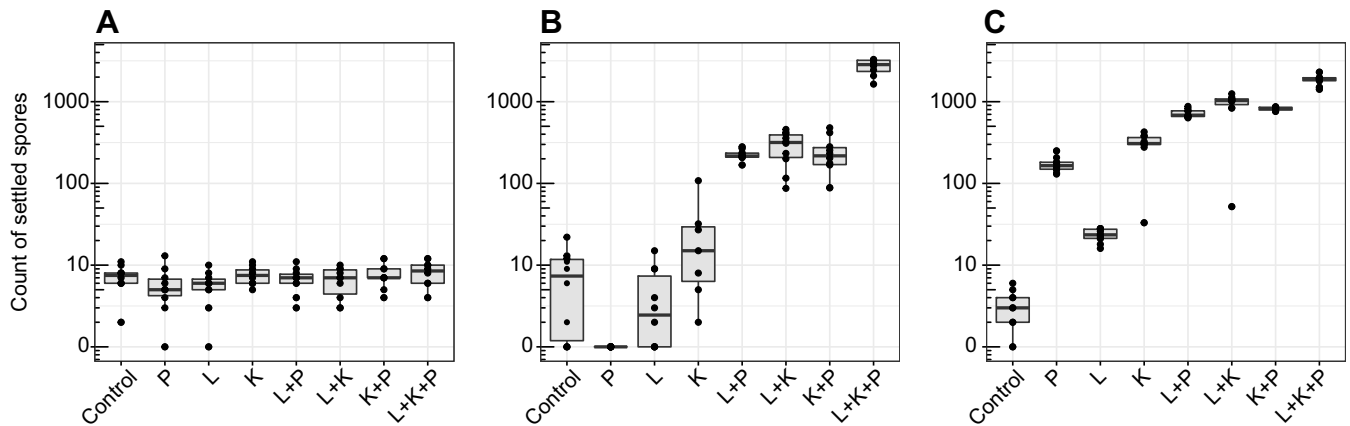 A
B
C
Count of settled spores
1000
100
10
0
Control
P
L
K
L+P
L+K
K+P
L+K+P
1000
100
10
0
Control
P
L
K
L+P
L+K
K+P
L+K+P
1000
100
10
0
Control
P
L
K
L+P
L+K
K+P
L+K+P